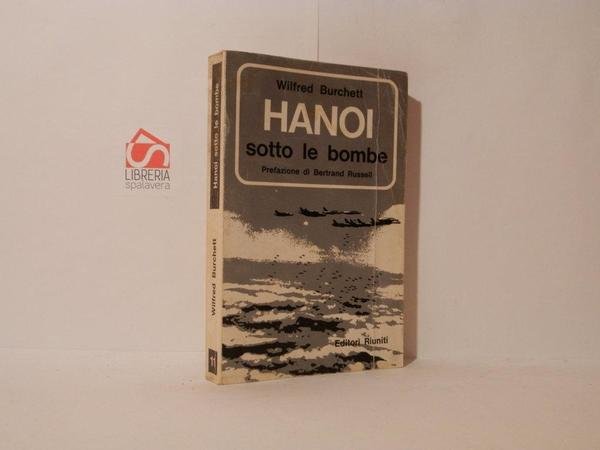 Wilfred Burchett
HANOI
sotto le bombe
Prefazione di Bertrand Russell
Editori Riuniti
Hanoi sotto le bombe
Wilfred Burchett
11
LIBRERIA
spalavera